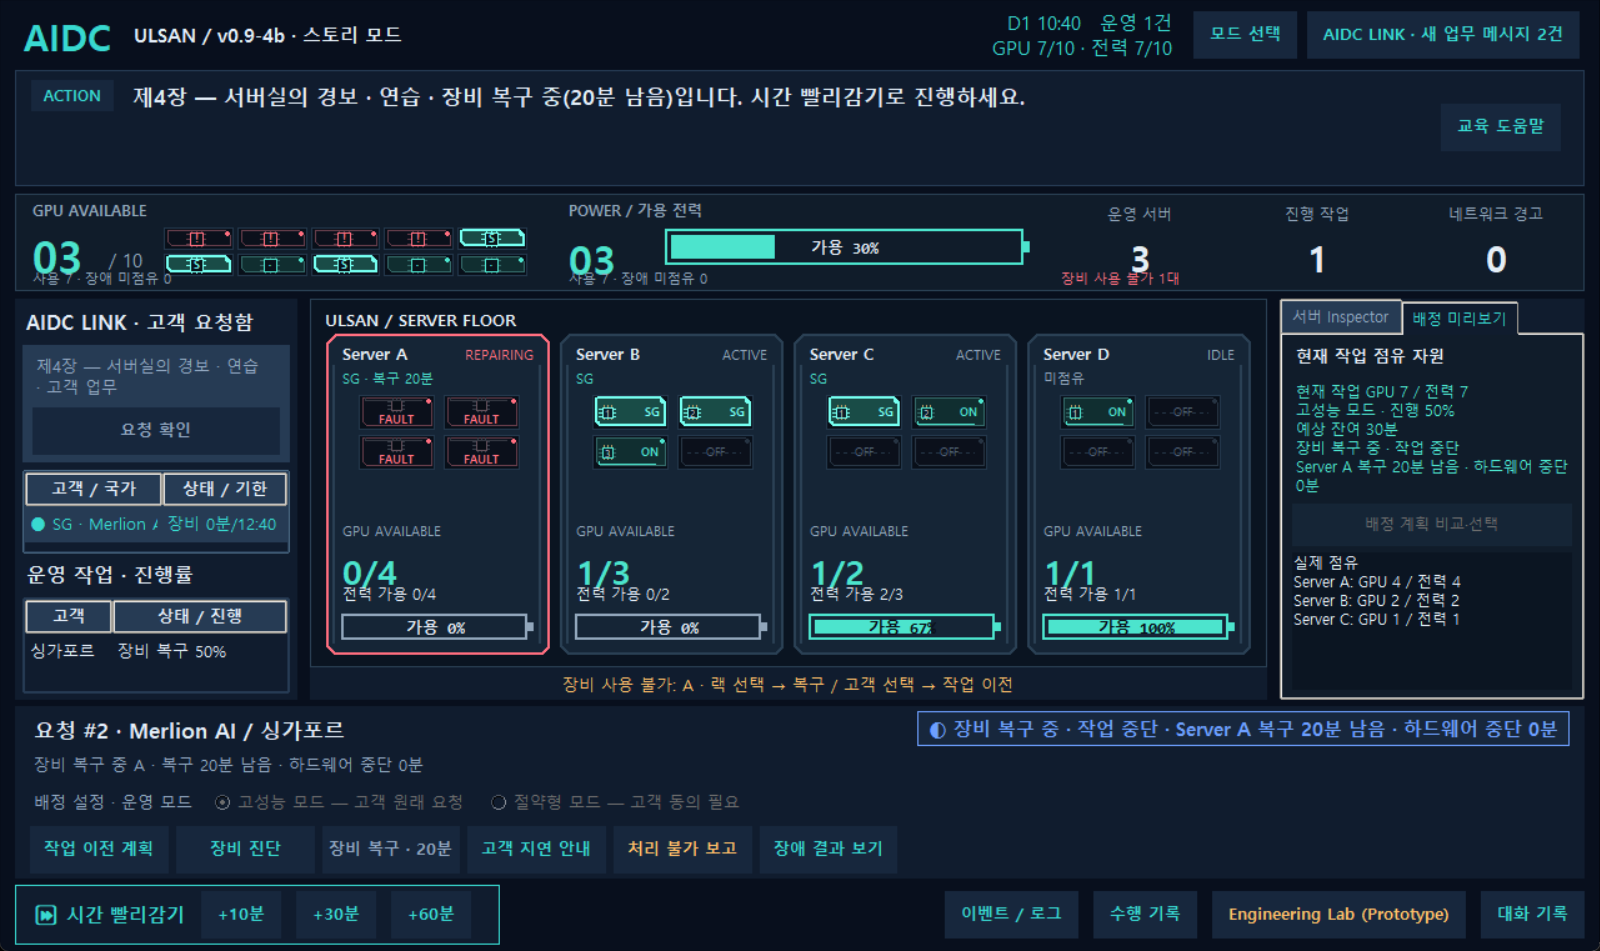 AIDC ULSAN / v0.9-4b · 스토리 모드
D1 10:40 운영 1건
GPU 7/10 · 전력 7/10
모드 선택
AIDC LINK · 새 업무 메시지 2건
ACTION 제4장 — 서버실의 경보 · 연습 · 장비 복구 중(20분 남음)입니다. 시간 빨리감기로 진행하세요.
교육 도움말
GPU AVAILABLE
03 / 10
사용 7 · 장애 미점유 0
POWER / 가용 전력
03
가용 30%
사용 7 · 장애 미점유 0
운영 서버
3
장비 사용 불가 1대
진행 작업
1
네트워크 경고
0
AIDC LINK · 고객 요청함
제4장 — 서버실의 경보 · 연습
· 고객 업무
요청 확인
고객 / 국가 상태 / 기한
SG · Merlion 장비 0분/12:40
운영 작업 · 진행률
고객 상태 / 진행
싱가포르 장비 복구 50%
ULSAN / SERVER FLOOR
Server A REPAIRING
SG · 복구 20분
FAULT FAULT
FAULT FAULT
GPU AVAILABLE
0/4
전력 가용 0/4
가용 0%
Server B ACTIVE
SG
1 SG 2 SG
ON OFF
GPU AVAILABLE
1/3
전력 가용 0/2
가용 0%
Server C ACTIVE
SG
1 SG 2 ON
OFF OFF
GPU AVAILABLE
1/2
전력 가용 2/3
가용 67%
Server D IDLE
미점유
1 ON OFF
OFF OFF
GPU AVAILABLE
1/1
전력 가용 1/1
가용 100%
장비 사용 불가: A · 랙 선택 → 복구 / 고객 선택 → 작업 이전
서버 Inspector
배정 미리보기
현재 작업 점유 자원
현재 작업 GPU 7 / 전력 7
고성능 모드 · 진행 50%
예상 잔여 30분
장비 복구 중 · 작업 중단
Server A 복구 20분 남음 · 하드웨어 중단
0분
배정 계획 비교·선택
실제 점유
Server A: GPU 4 / 전력 4
Server B: GPU 2 / 전력 2
Server C: GPU 1 / 전력 1
요청 #2 · Merlion AI / 싱가포르
장비 복구 중 · 작업 중단 · Server A 복구 20분 남음 · 하드웨어 중단 0분
장비 복구 중 A · 복구 20분 남음 · 하드웨어 중단 0분
배정 설정 · 운영 모드 고성능 모드 — 고객 원래 요청 절약형 모드 — 고객 동의 필요
작업 이전 계획
장비 진단
장비 복구 · 20분
고객 지연 안내
처리 불가 보고
장애 결과 보기
시간 빨리감기 +10분 +30분 +60분
이벤트 / 로그
수행 기록
Engineering Lab (Prototype)
대화 기록